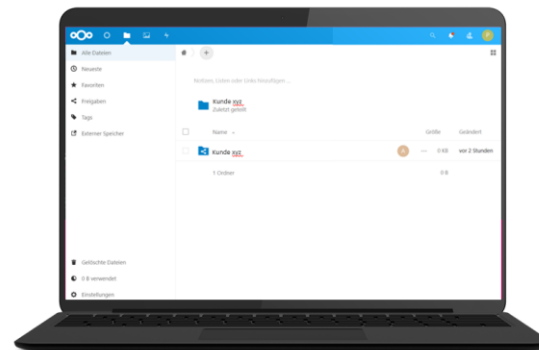 Alle Dateien
Neueste
Favoriten
Freigaben
Tags
Externer Speicher
Notizen, Listen oder Links hinzufügen ...
Kunde xyz
Zuletzt geteilt
Name
Größe
Geändert
Kunde xyz
0 KB
vor 2 Stunden
1 Ordner
0 B
Gelöschte Dateien
0 B verwendet
Einstellungen